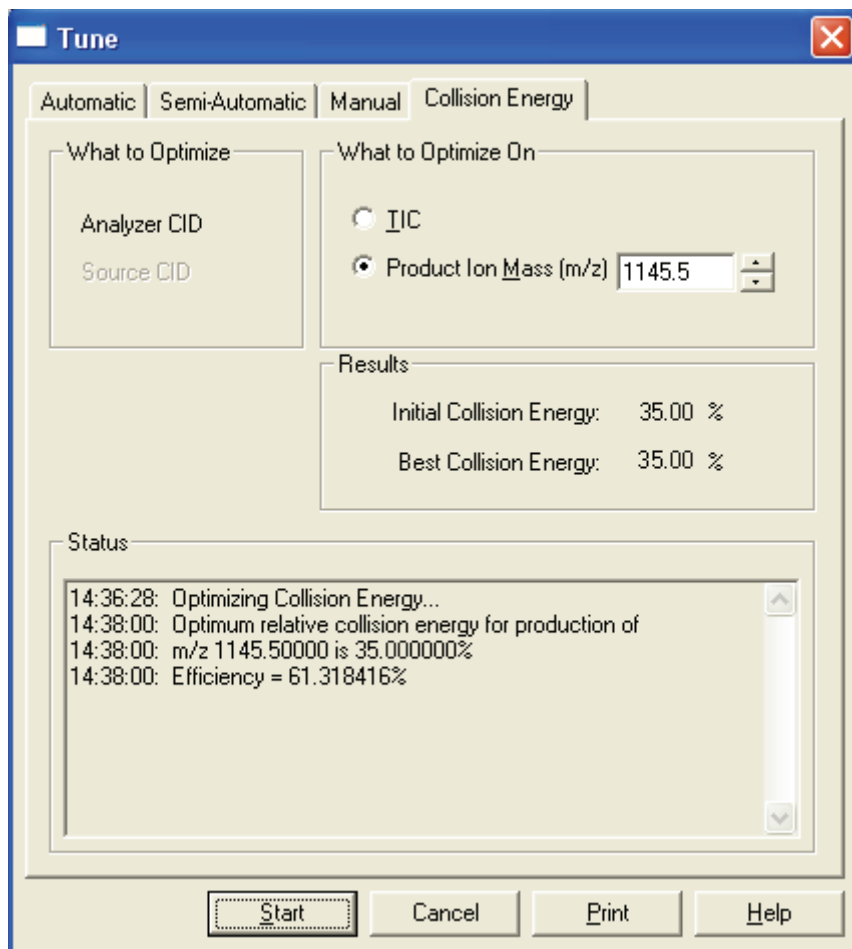 Tune
Automatic Semi-Automatic Manual Collision Energy
What to Optimize
Analyzer CID
Source CID
What to Optimize On
TIC
Product Ion Mass (m/z) 1145.5
Results
Initial Collision Energy: 35.00 %
Best Collision Energy: 35.00 %
Status
14:36:28: Optimizing Collision Energy...
14:38:00: Optimum relative collision energy for production of
14:38:00: m/z 1145.50000 is 35.000000%
14:38:00: Efficiency = 61.318416%
Start Cancel Print Help